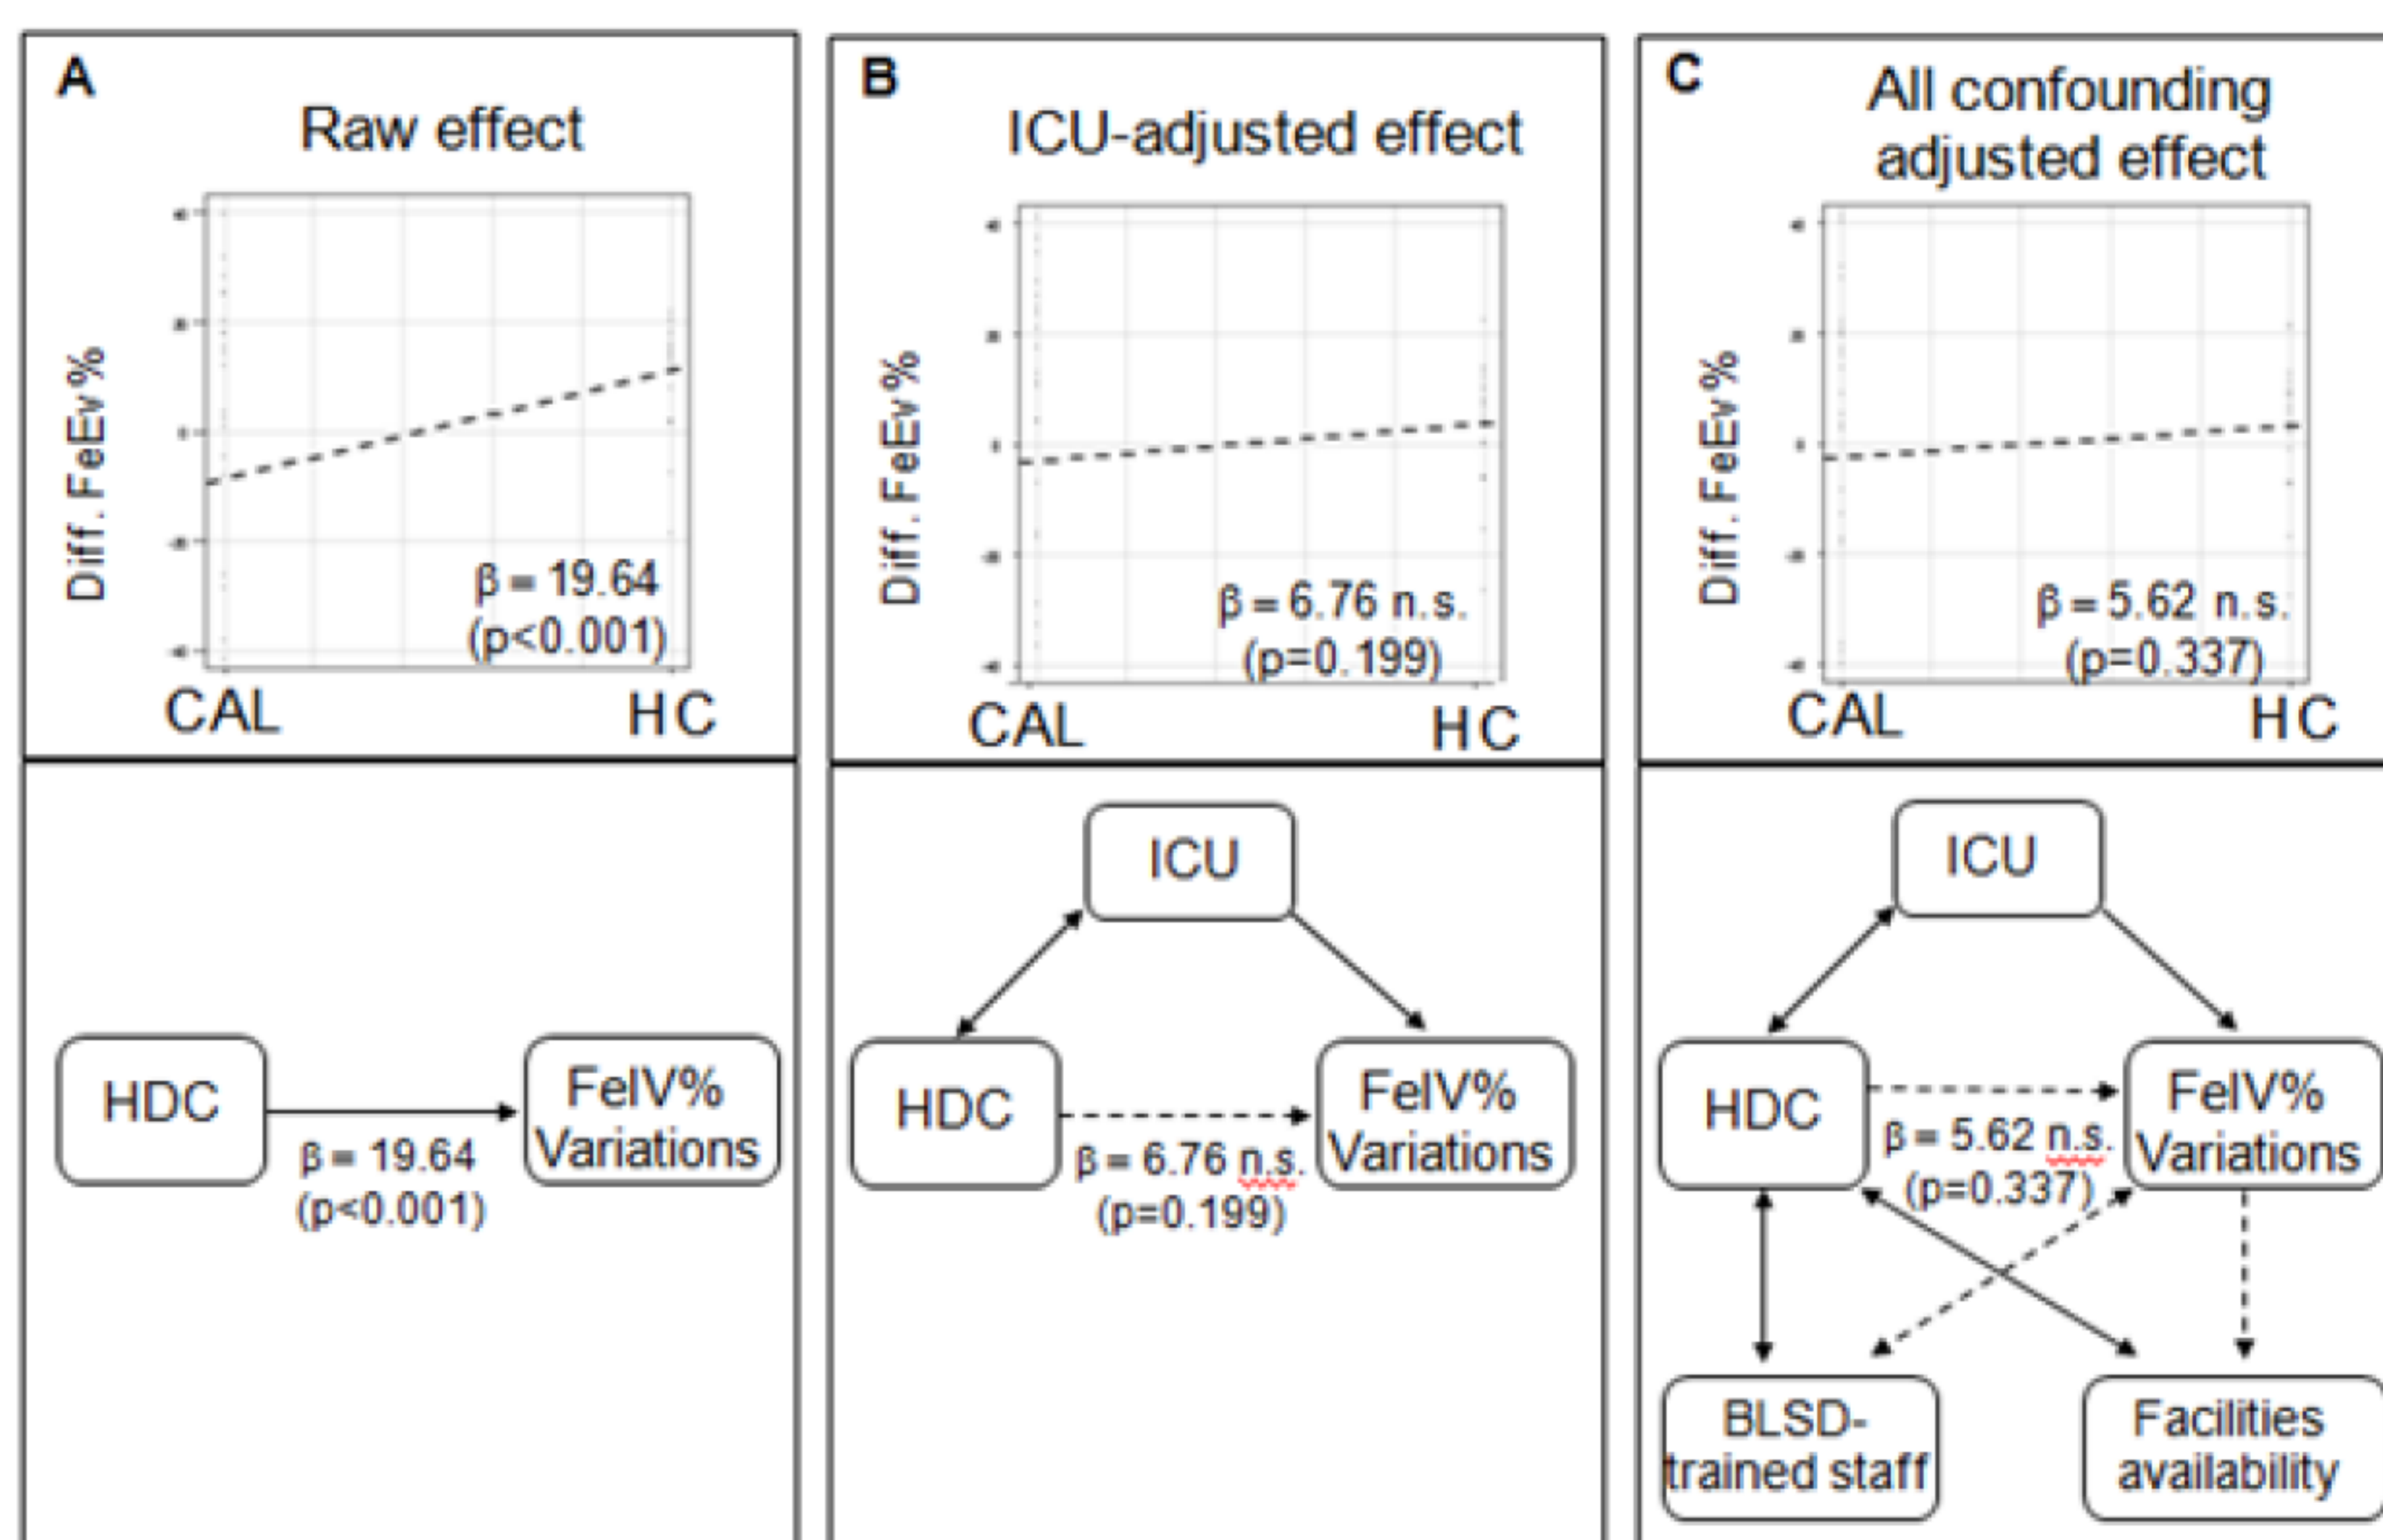 A
Raw effect
Diff. FeEv%
0
β = 19.64
(p<0.001)
CAL
HC
HDC
FeIV%
Variations
β = 19.64
(p<0.001)
B
ICU-adjusted effect
Diff. FeEv%
β = 6.76 n.s.
(p=0.199)
CAL
HC
ICU
HDC
FeIV%
Variations
β = 6.76 n.s.
(p=0.199)
C
All confounding
adjusted effect
Diff. FeEv%
β = 5.62 n.s.
(p=0.337)
CAL
HC
ICU
HDC
FeIV%
Variations
β = 5.62 n.s.
(p=0.337)
BLSD-
trained staff
Facilities
availability